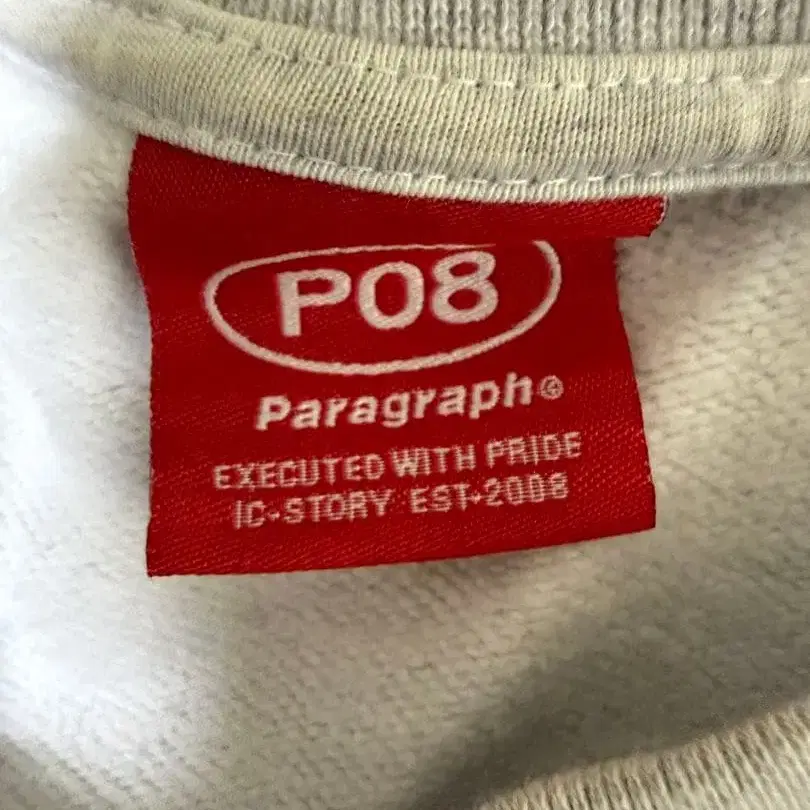 P08
Paragraph©
EXECUTED WITH PRIDE
IC-STORY EST-2008